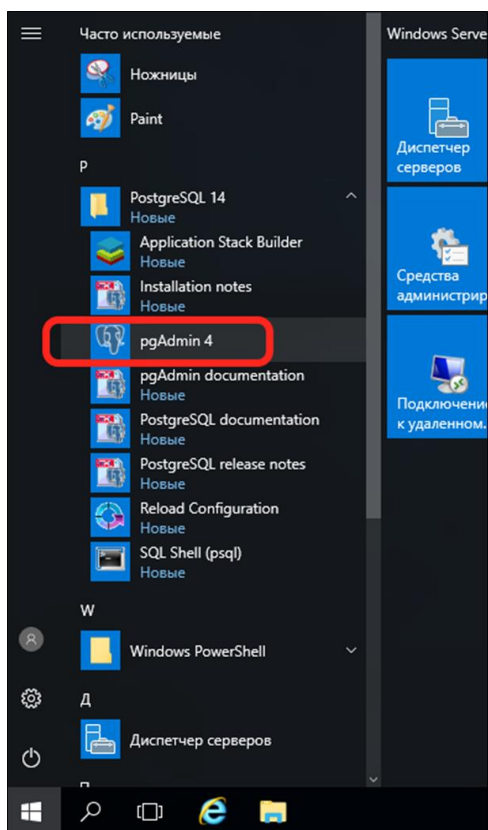 Часто используемые
Ножницы
Paint
P
PostgreSQL 14
Новые
Application Stack Builder
Новые
Installation notes
Новые
pgAdmin 4
pgAdmin documentation
Новые
PostgreSQL documentation
Новые
PostgreSQL release notes
Новые
Reload Configuration
Новые
SQL Shell (psql)
Новые
W
Windows PowerShell
Д
Диспетчер серверов
Windows Serve
Диспетчер
серверов
Средства
администрир
Подключени
к удаленном.